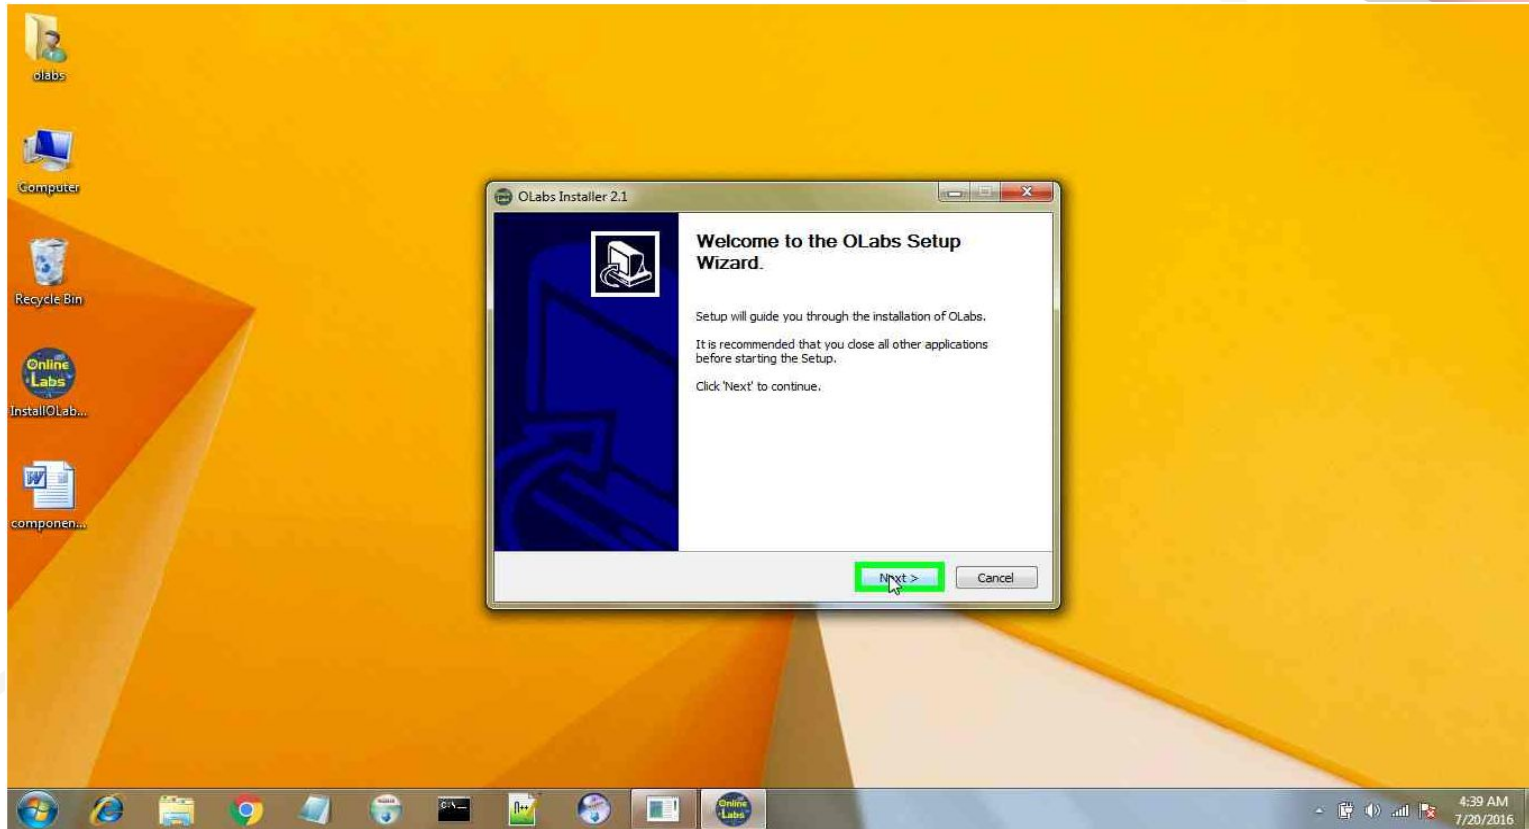 olabs
Computer
Recycle Bin
Online
Labs
InstallOLab...
componen...
OLabs Installer 2.1
Welcome to the OLabs Setup
Wizard.
Setup will guide you through the installation of OLabs.
It is recommended that you close all other applications
before starting the Setup.
Click 'Next' to continue.
Next >
Cancel
C:\_
Online
Labs
4:39 AM
7/20/2016